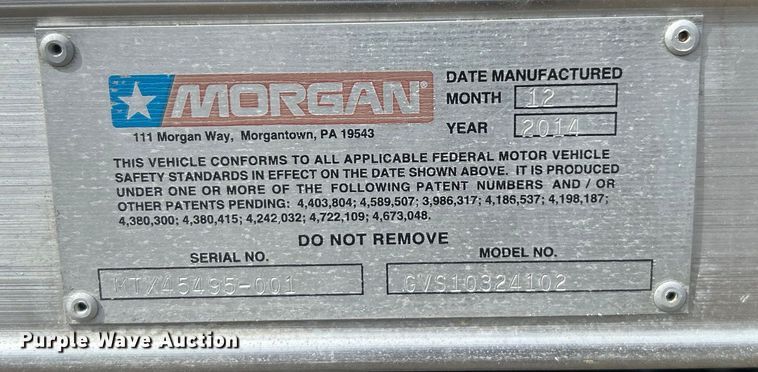 MORGAN®
111 Morgan Way, Morgantown, PA 19543
DATE MANUFACTURED
MONTH 12
YEAR 2014
THIS VEHICLE CONFORMS TO ALL APPLICABLE FEDERAL MOTOR VEHICLE
SAFETY STANDARDS IN EFFECT ON THE DATE SHOWN ABOVE. IT IS PRODUCED
UNDER ONE OR MORE OF THE FOLLOWING PATENT NUMBERS AND / OR
OTHER PATENTS PENDING: 4,403,804; 4,589,507; 3,986,317; 4,186,537; 4,198,187;
4,380,300; 4,380,415; 4,242,032; 4,722,109; 4,673,048.
DO NOT REMOVE
SERIAL NO. MODEL NO.
MTX45495-001 GVS10324102
Purple Wave Auction